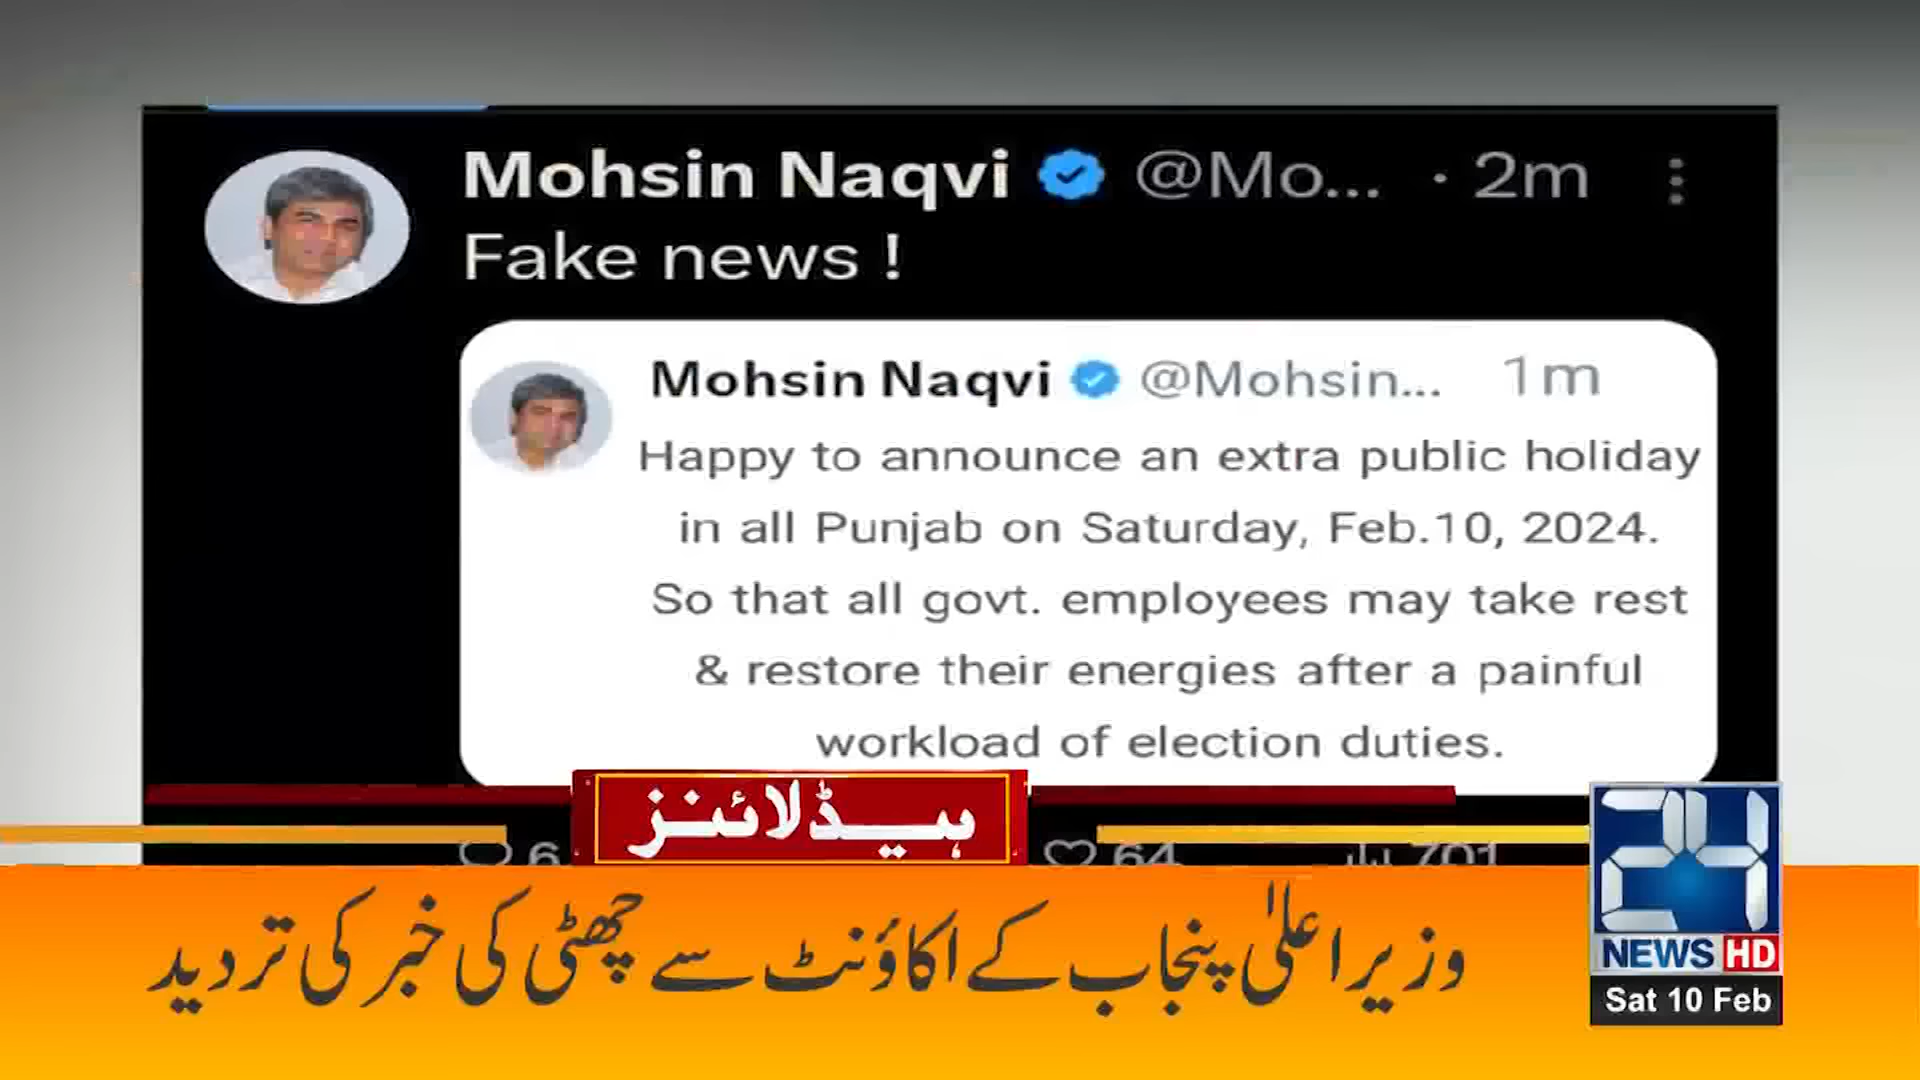 Mohsin Naqvi @Mo... · 2m
Fake news !
Mohsin Naqvi @Mohsin... 1m
Happy to announce an extra public holiday
in all Punjab on Saturday, Feb.10, 2024.
So that all govt. employees may take rest
& restore their energies after a painful
workload of election duties.
6 64 701
ہیڈلائنز
وزیراعلیٰ پنجاب کے اکاؤنٹ سے چھٹی کی خبر کی تردید
24
NEWS HD
Sat 10 Feb